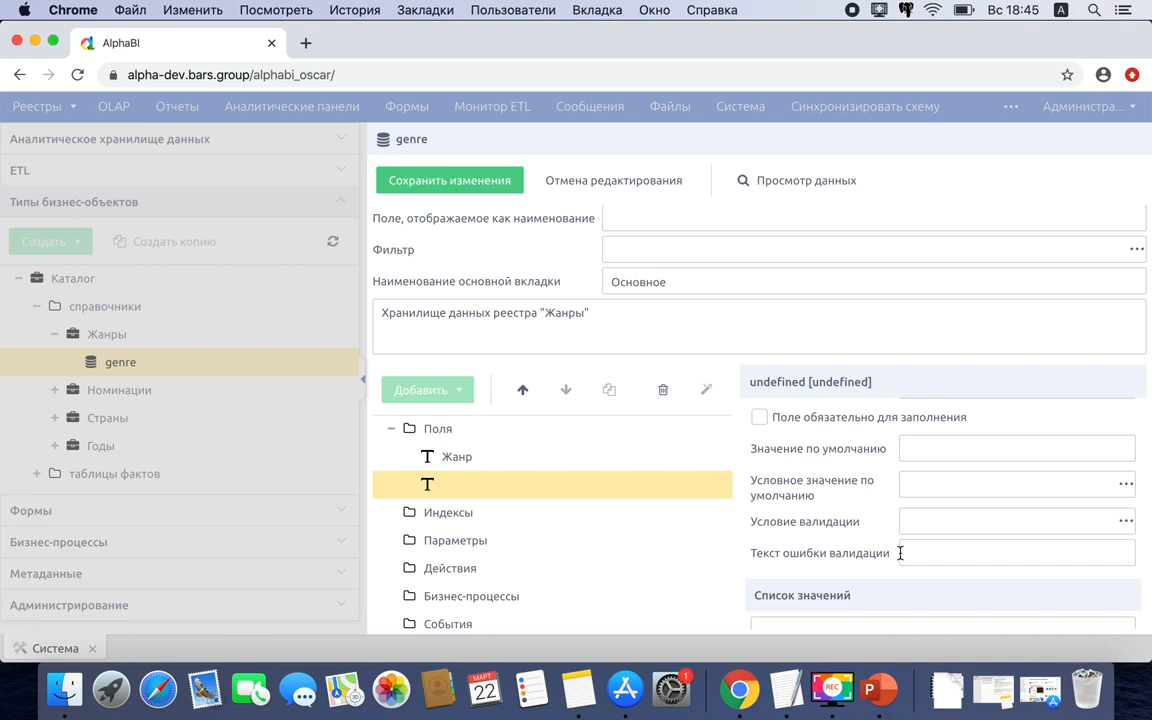 Chrome Файл Изменить Посмотреть История Закладки Пользователи Вкладка Окно Справка Вс 18:45 A
AlphaBI
alpha-dev.bars.group/alphabi_oscar/
Реестры OLAP Отчеты Аналитические панели Формы Монитор ETL Сообщения Файлы Система Синхронизировать схему ... Администра...
Аналитическое хранилище данных
genre
ETL
Сохранить изменения Отмена редактирования Просмотр данных
Типы бизнес-объектов
Поле, отображаемое как наименование
Создать Создать копию
Фильтр ...
Каталог
Наименование основной вкладки Основное
справочники
Хранилище данных реестра "Жанры"
Жанры
genre
Номинации
Страны
Годы
таблицы фактов
Формы
Бизнес-процессы
Метаданные
Администрирование
Добавить
undefined [undefined]
Поля
Жанр
Индексы
Параметры
Действия
Бизнес-процессы
События
Поле обязательно для заполнения
Значение по умолчанию
Условное значение по
умолчанию ...
Условие валидации ...
Текст ошибки валидации
Список значений
Система
МАРТ
22
1
REC
P